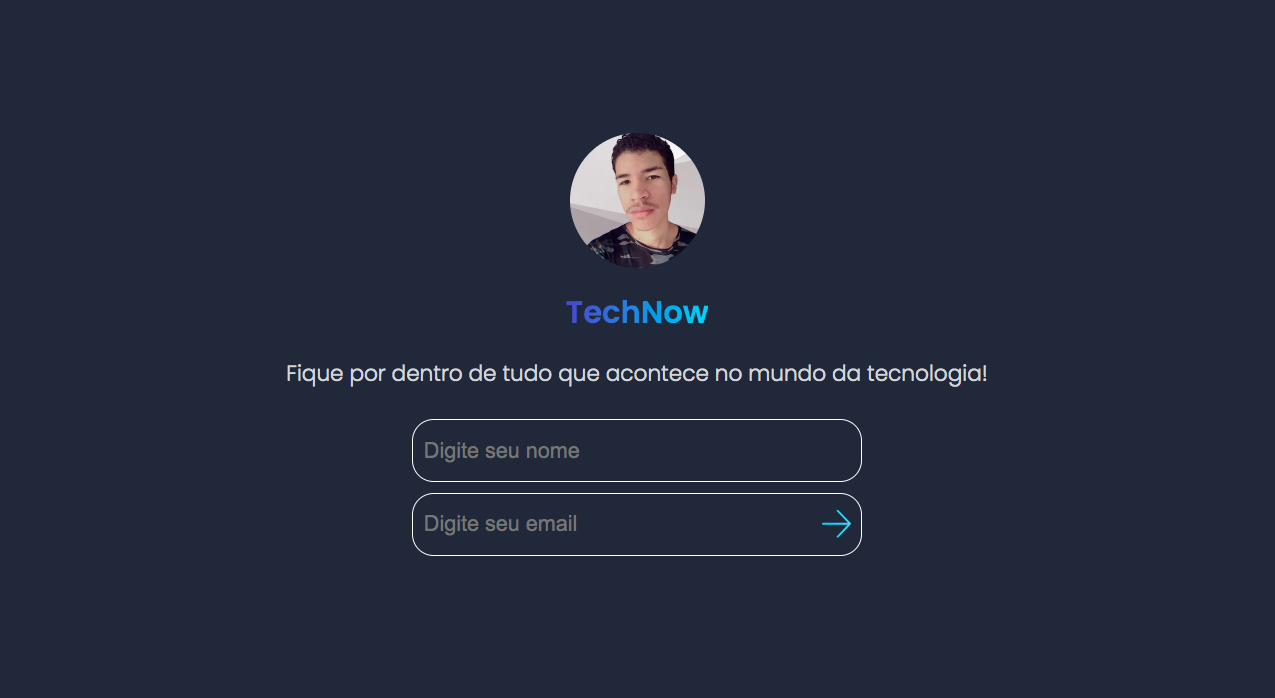 TechNow
Fique por dentro de tudo que acontece no mundo da tecnologia!
Digite seu nome
Digite seu email